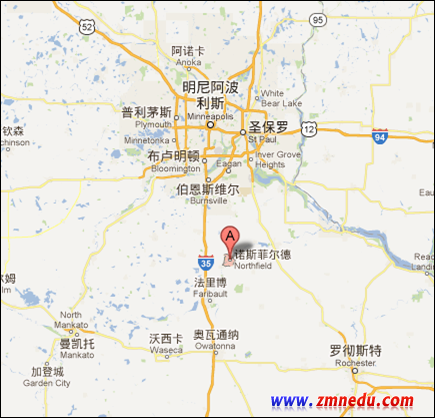 52
95
阿诺卡
Anoka
明尼阿波
利斯
Minneapolis
White
Bear Lake
普利茅斯
Plymouth
圣保罗
St Paul
12
94
钦森
Minnetonka
布卢明顿
Bloomington
Inver Grove
Heights
Eagan
伯恩斯维尔
Burnsville
A
诺斯菲尔德
Northfield
35
法里博
Faribault
North
Mankato
曼凯托
Mankato
沃西卡
Waseca
奥瓦通纳
Owatonna
加登城
Garden City
罗彻斯特
Rochester
www.zmnedu.com